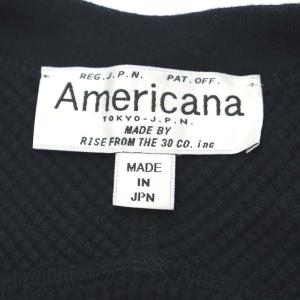 REG.J.P.N. PAT.OFF.
Americana
TOKYO-J.P.N.
MADE BY
RISE FROM THE 30 CO. inc
MADE
IN
JPN